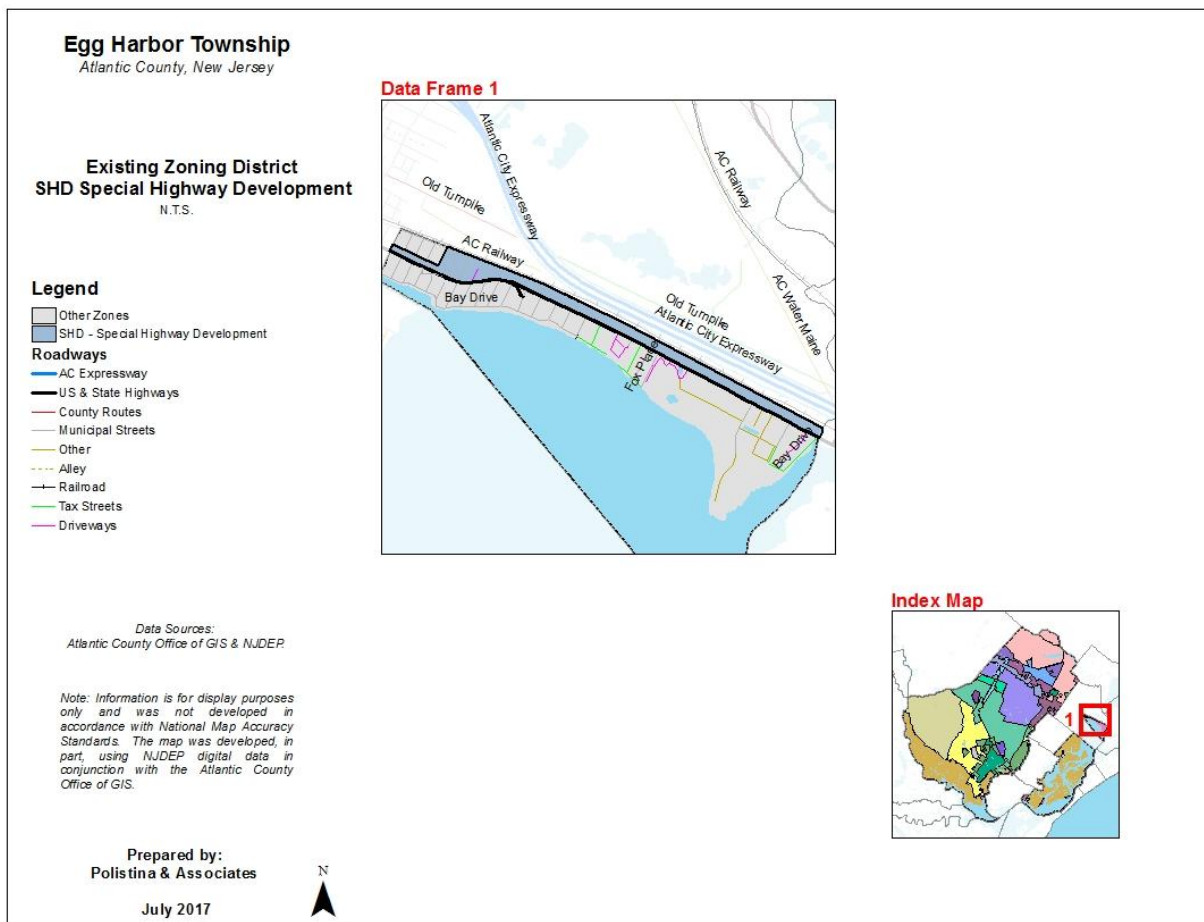 Egg Harbor Township
Atlantic County, New Jersey
Existing Zoning District
SHD Special Highway Development
N.T.S.
Legend
Other Zones
SHD - Special Highway Development
Roadways
AC Expressway
US & State Highways
County Routes
Municipal Streets
Other
Alley
Railroad
Tax Streets
Driveways
Data Sources:
Atlantic County Office of GIS & NJDEP.
Note: Information is for display purposes
only and was not developed in
accordance with National Map Accuracy
Standards. The map was developed, in
part, using NJDEP digital data in
conjunction with the Atlantic County
Office of GIS.
Prepared by:
Polistina & Associates
July 2017
N
Data Frame 1
Atlantic City Expressway
AC Railway
Old Turnpike
AC Railway
Bay Drive
Old Turnpike
Atlantic City Expressway
AC Water Maine
Fox Place
Bay Drive
Index Map
1